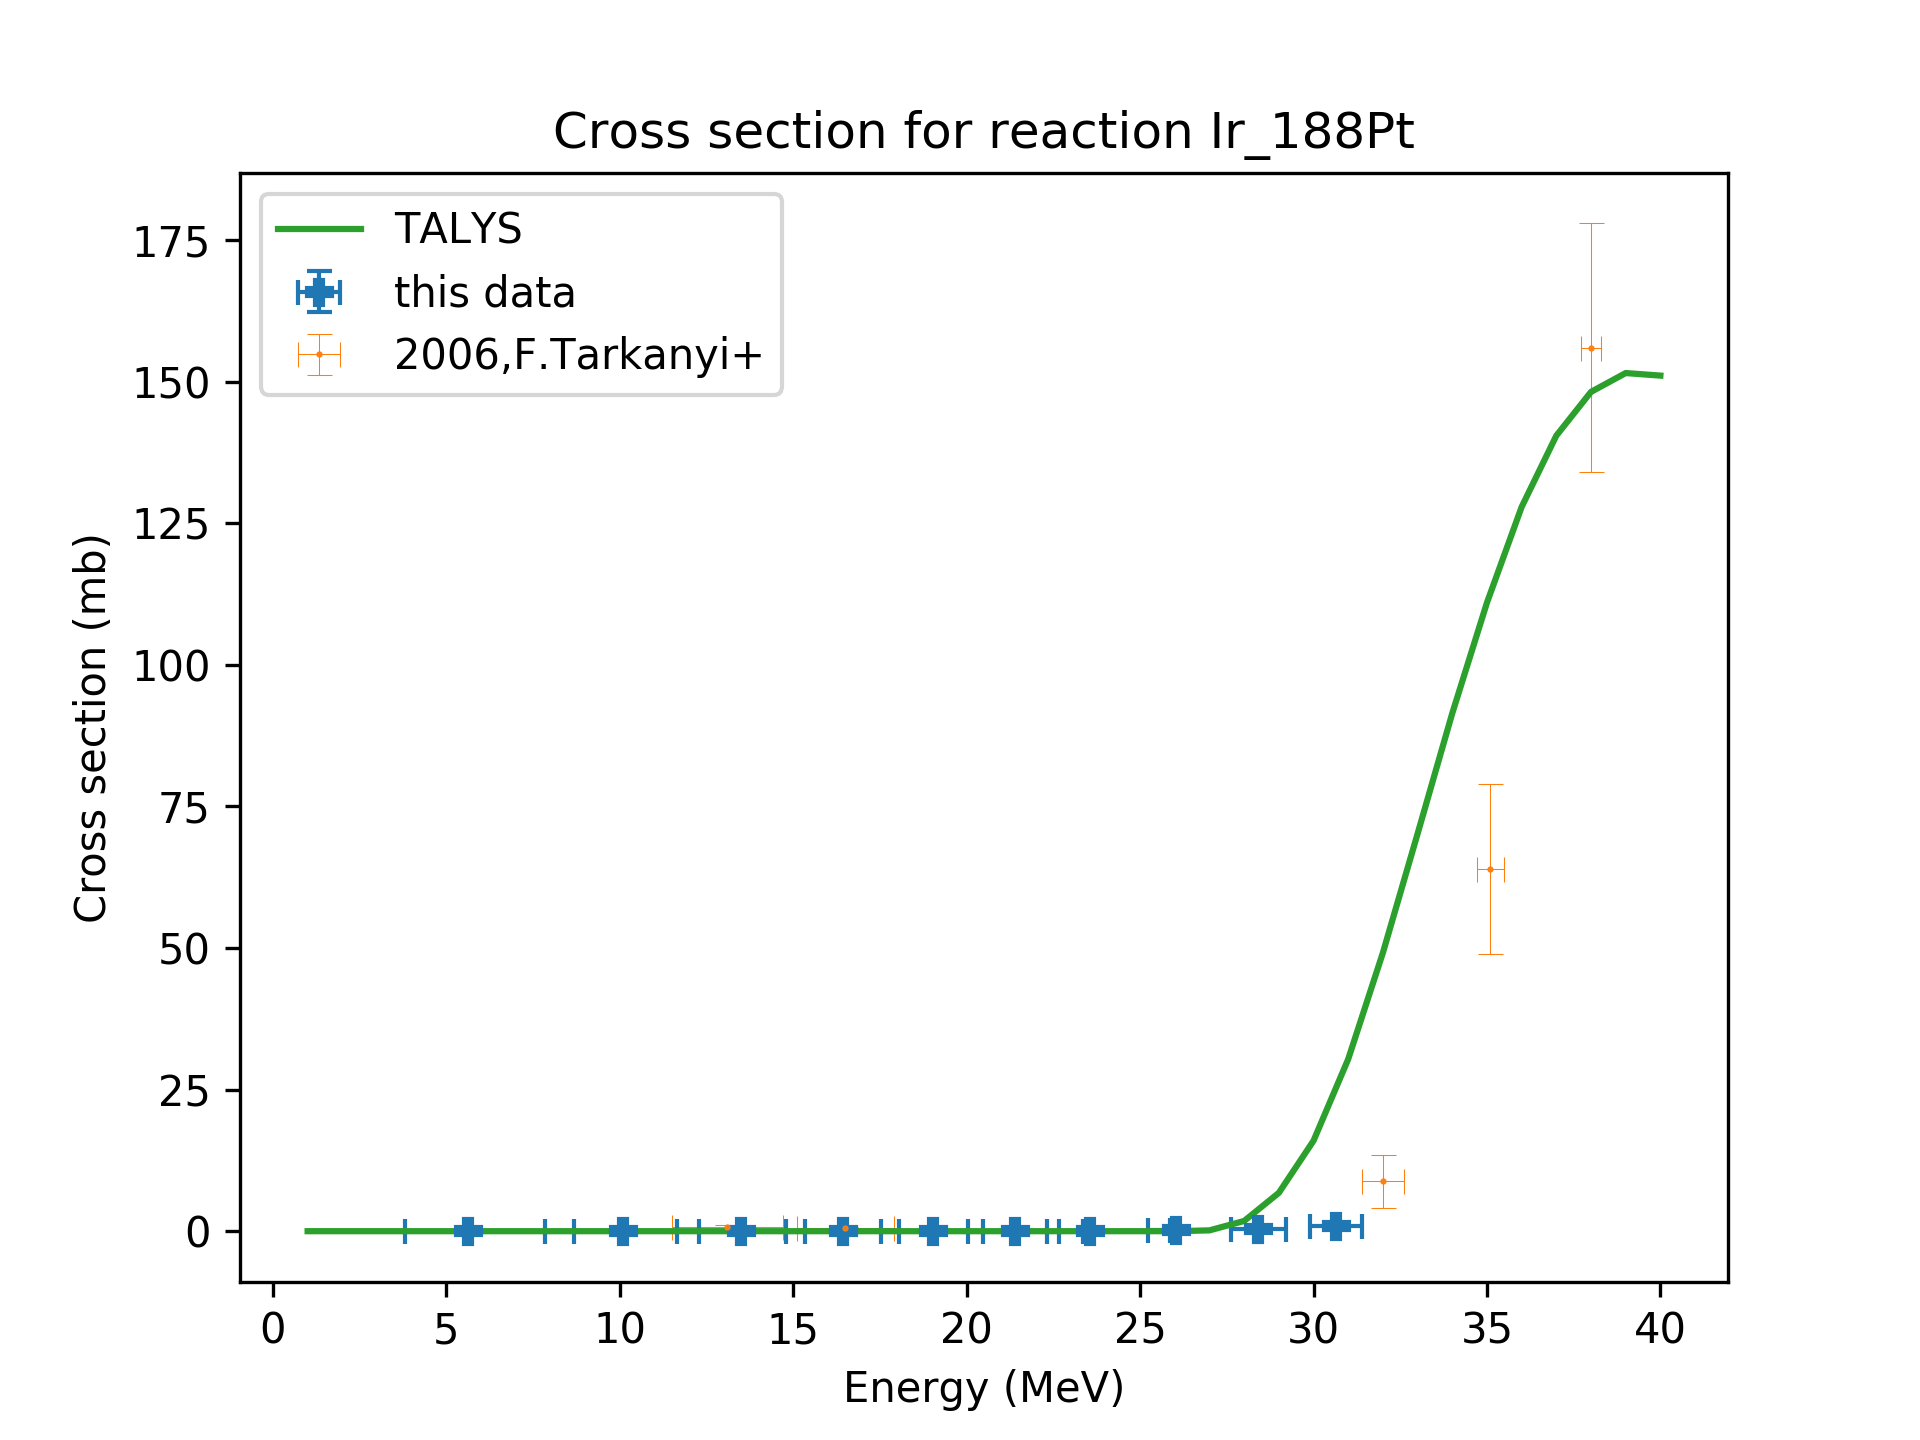 Cross section for reaction Ir_188Pt
TALYS
this data
2006,F.Tarkanyi+
Cross section (mb)
175
150
125
100
75
50
25
0
0 5 10 15 20 25 30 35 40
Energy (MeV)